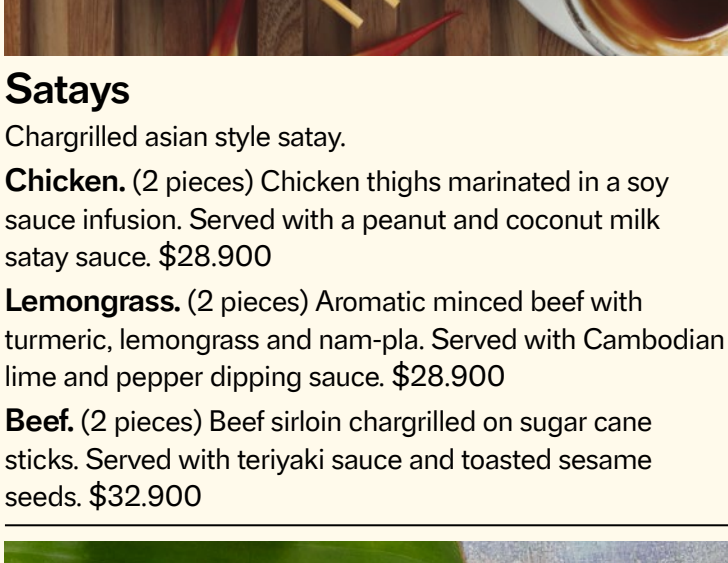 Satays
Chargrilled asian style satay.
Chicken. (2 pieces) Chicken thighs marinated in a soy
sauce infusion. Served with a peanut and coconut milk
satay sauce. $28.900
Lemongrass. (2 pieces) Aromatic minced beef with
turmeric, lemongrass and nam-pla. Served with Cambodian
lime and pepper dipping sauce. $28.900
Beef. (2 pieces) Beef sirloin chargrilled on sugar cane
sticks. Served with teriyaki sauce and toasted sesame
seeds. $32.900